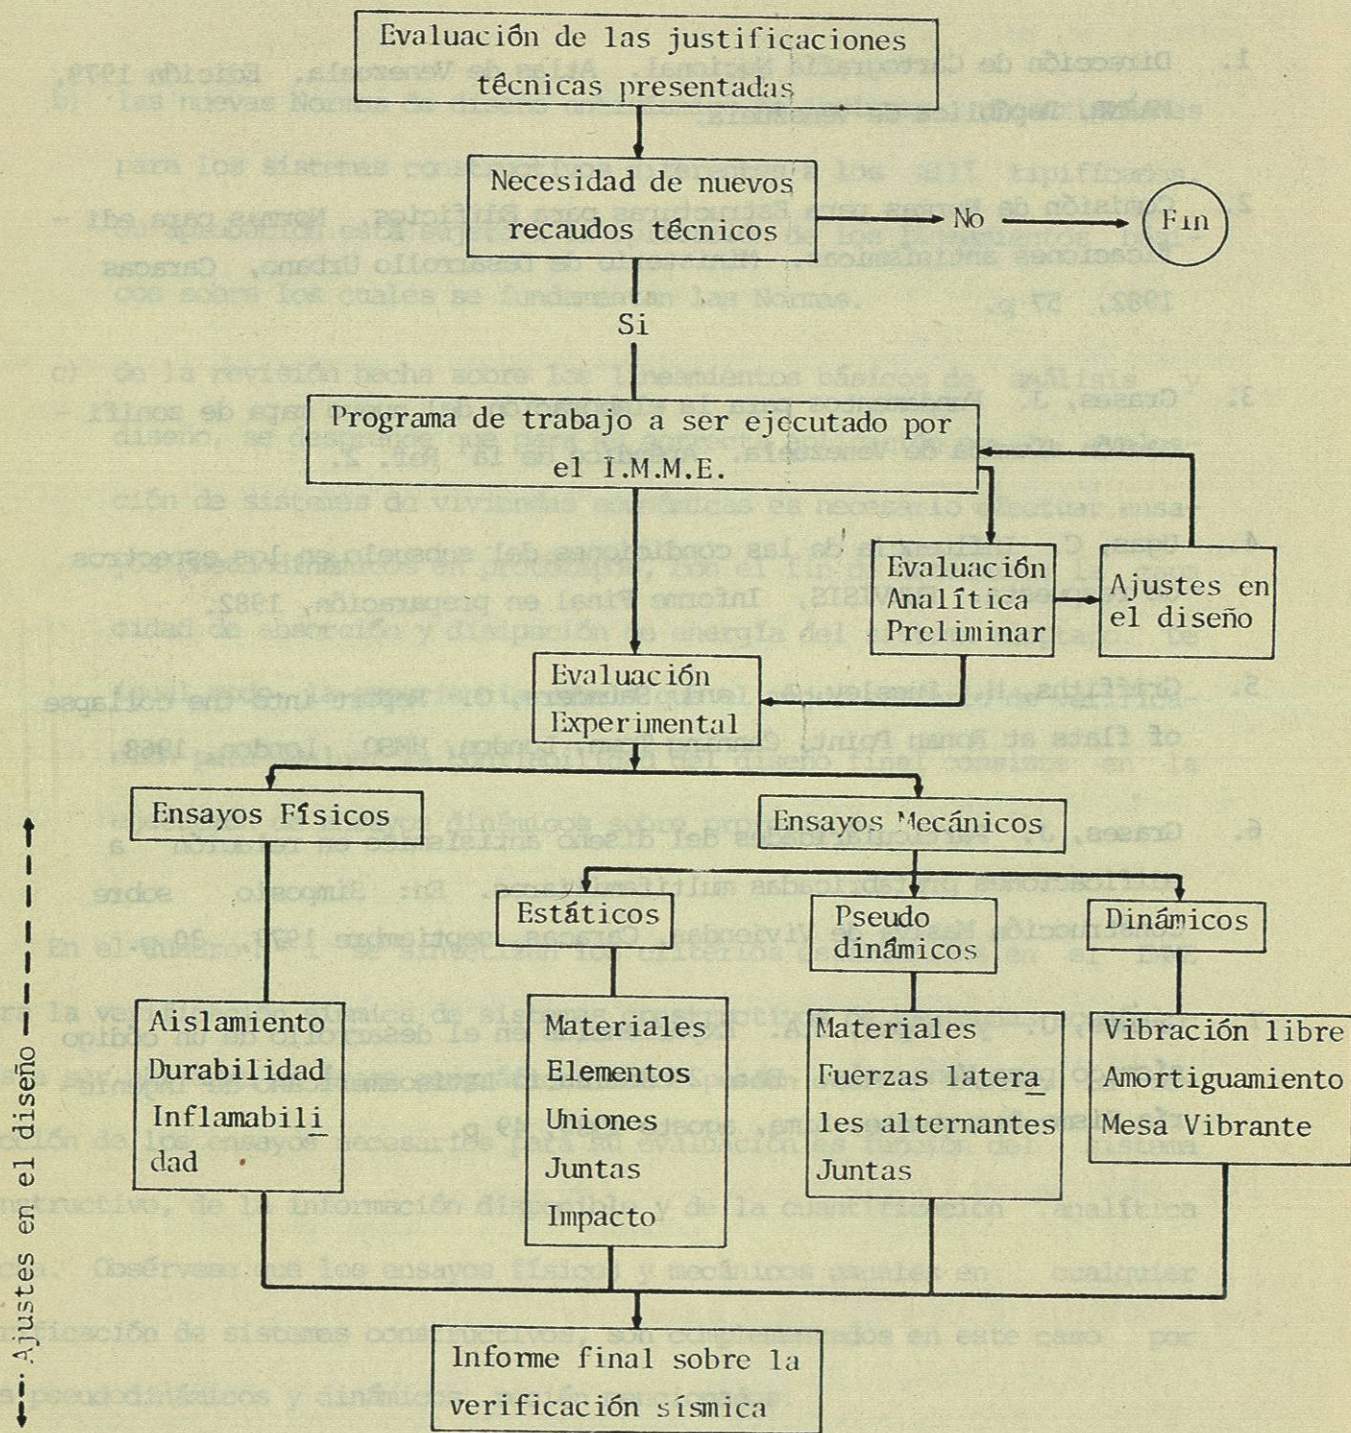 Evaluación de las justificaciones
técnicas presentadas
Necesidad de nuevos
recaudos técnicos
No
Fin
Si
Programa de trabajo a ser ejecutado por
el I.M.M.E.
Evaluación
Analítica
Preliminar
Ajustes en
el diseño
Evaluación
Experimental
Ensayos Físicos
Ensayos Mecánicos
Estáticos
Pseudo
dinámicos
Dinámicos
Aislamiento
Durabilidad
Inflamabili
dad
Materiales
Elementos
Uniones
Juntas
Impacto
Materiales
Fuerzas latera
les alternantes
Juntas
Vibración libre
Amortiguamiento
Mesa Vibrante
Informe final sobre la
verificación sísmica
Ajustes en el diseño